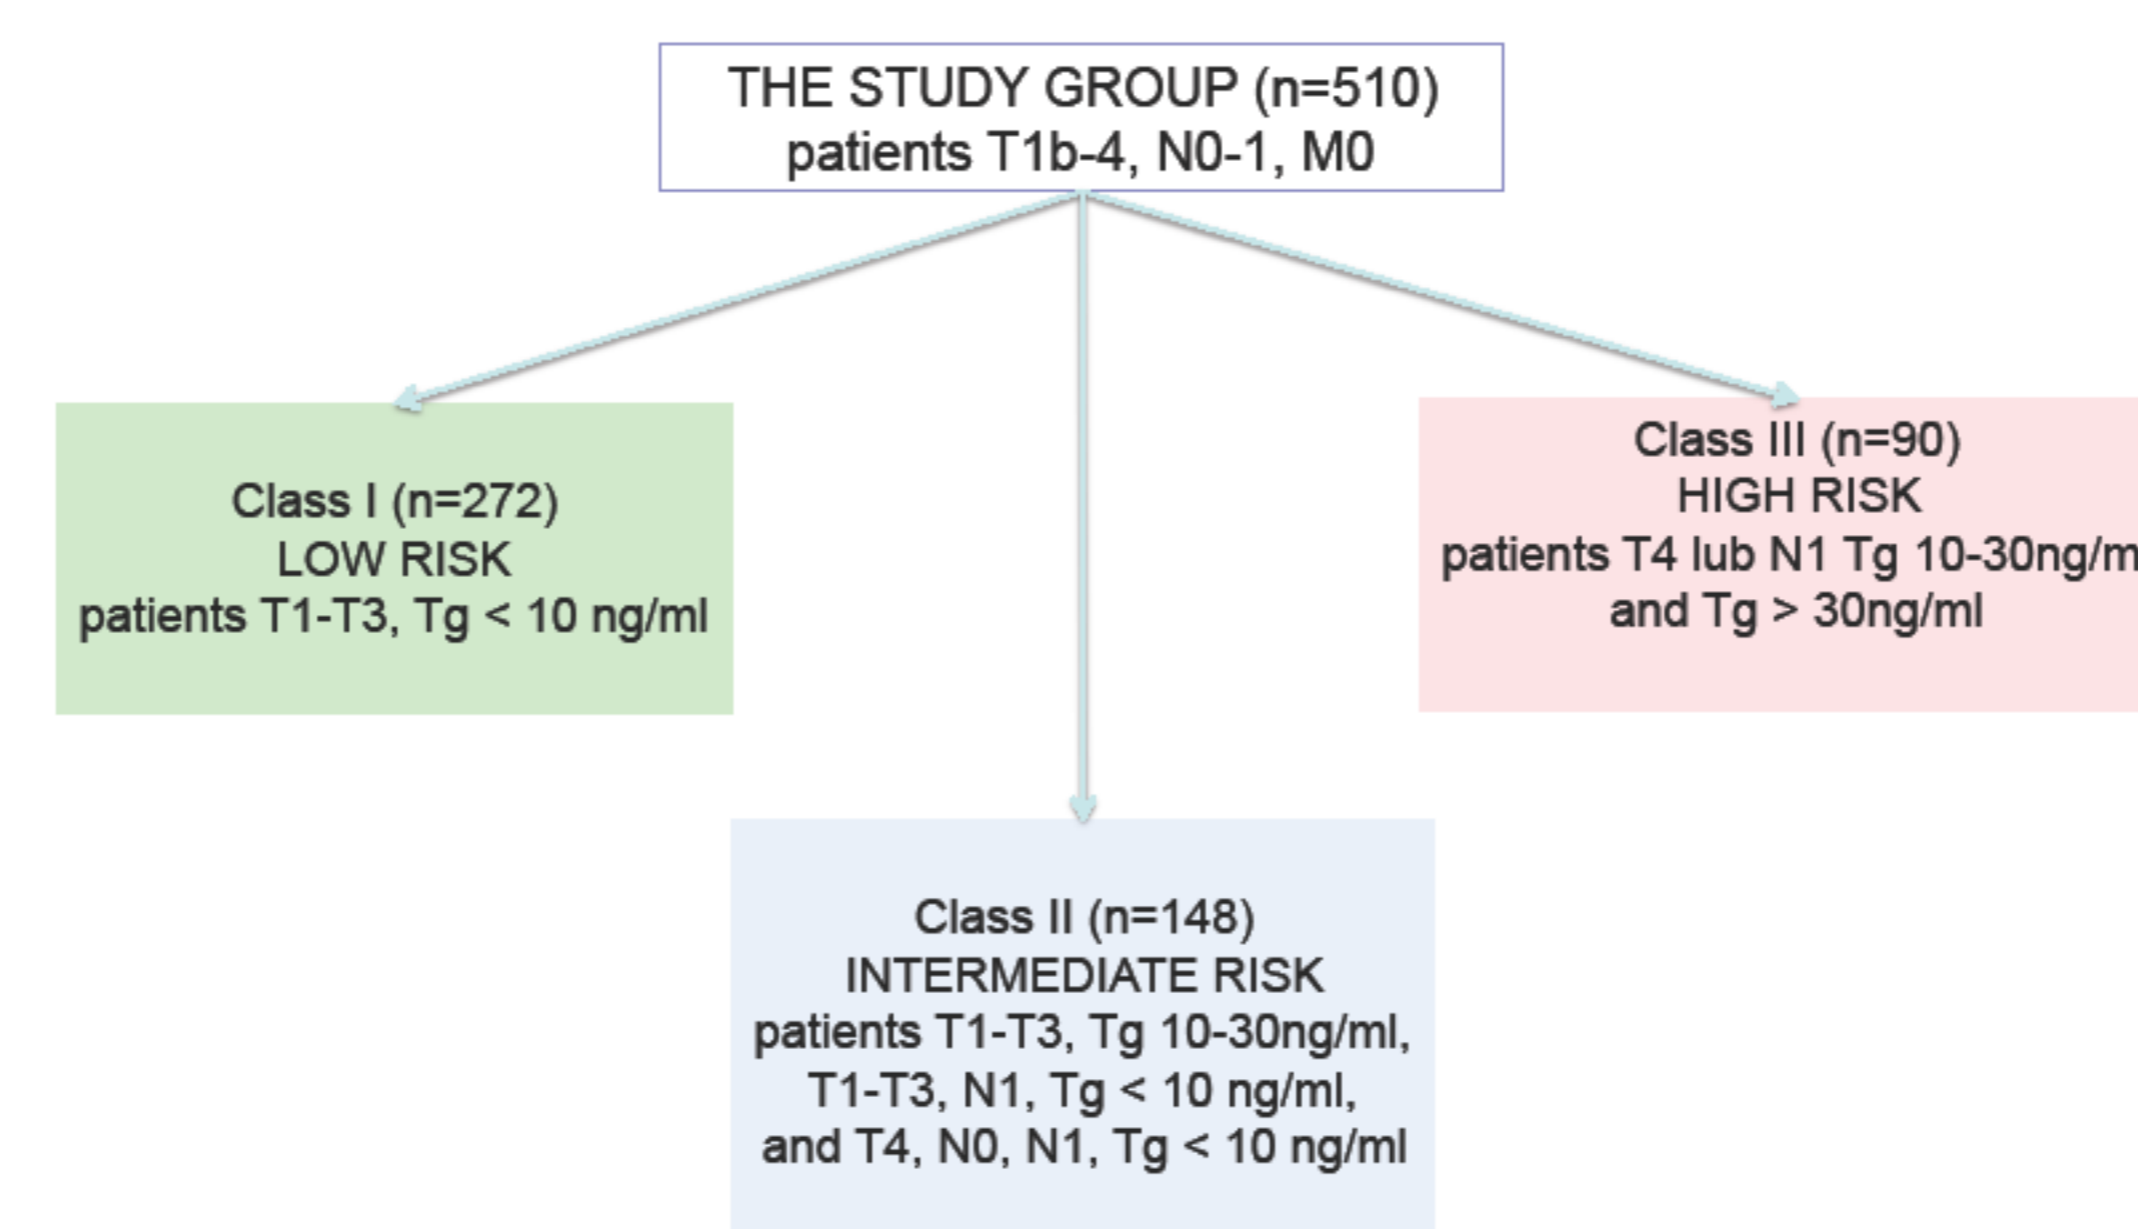 THE STUDY GROUP (n=510)
patients T1b-4, N0-1, M0
Class I (n=272)
LOW RISK
patients T1-T3, Tg < 10 ng/ml
Class III (n=90)
HIGH RISK
patients T4 lub N1 Tg 10-30ng/m
and Tg > 30ng/ml
Class II (n=148)
INTERMEDIATE RISK
patients T1-T3, Tg 10-30ng/ml,
T1-T3, N1, Tg < 10 ng/ml,
and T4, N0, N1, Tg < 10 ng/ml